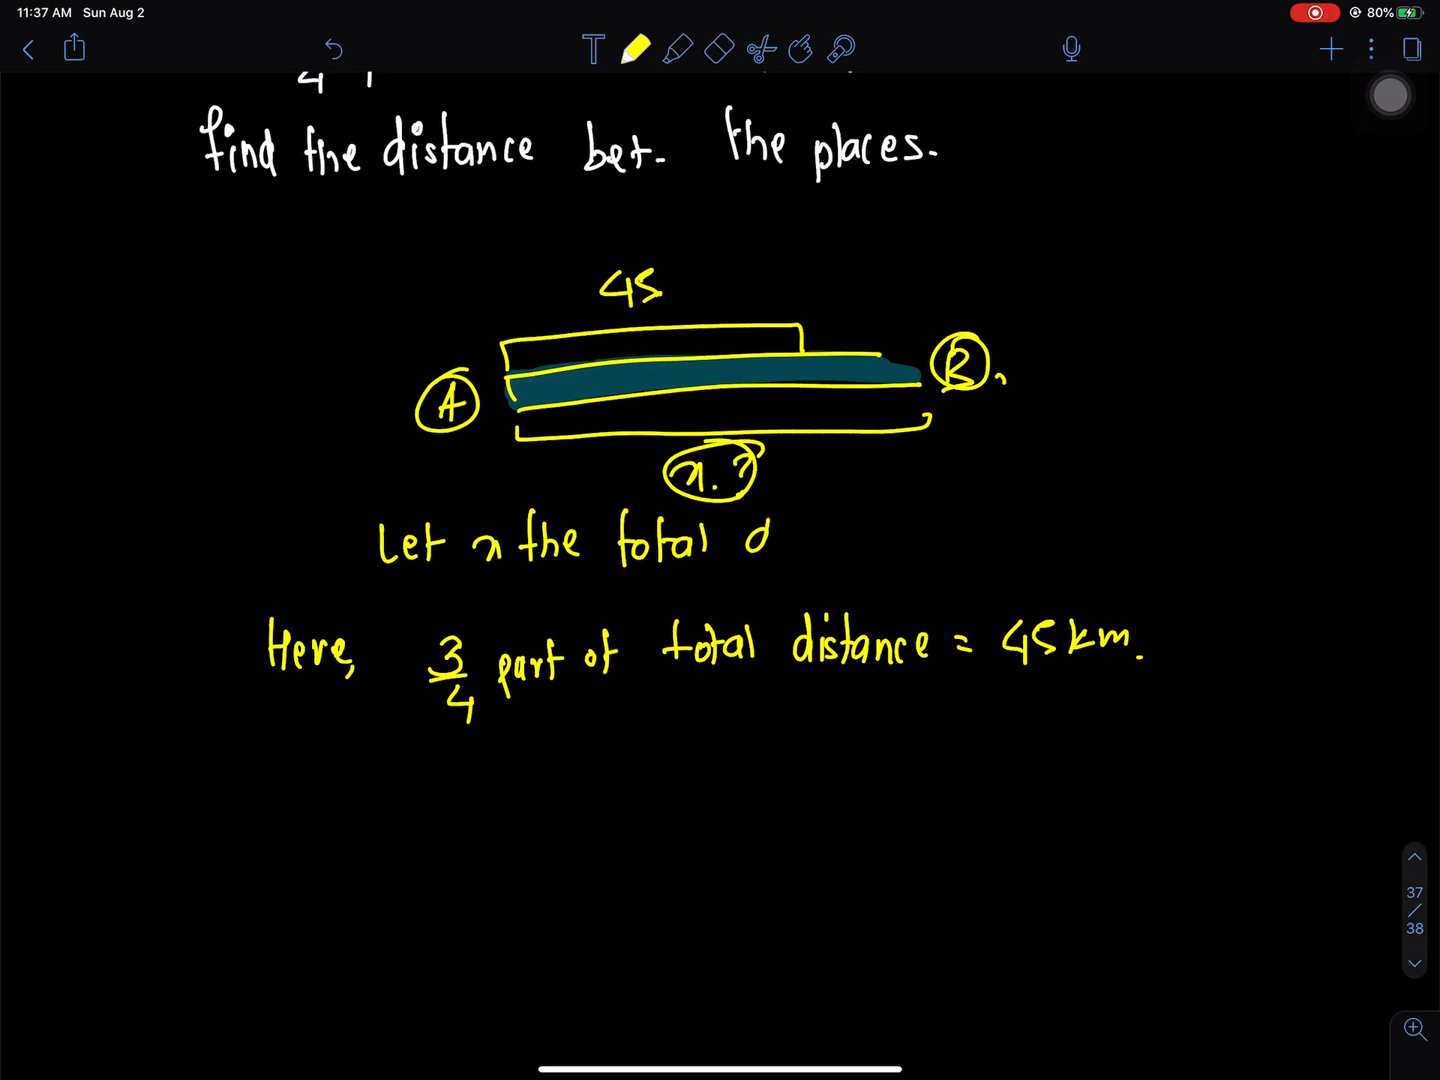 11:37 AM Sun Aug 2
80%
find the distance bet. the places.
45
A
B,
x. ?
Let x the total d
Here, 3/4 part of total distance = 45 km.
37
/
38